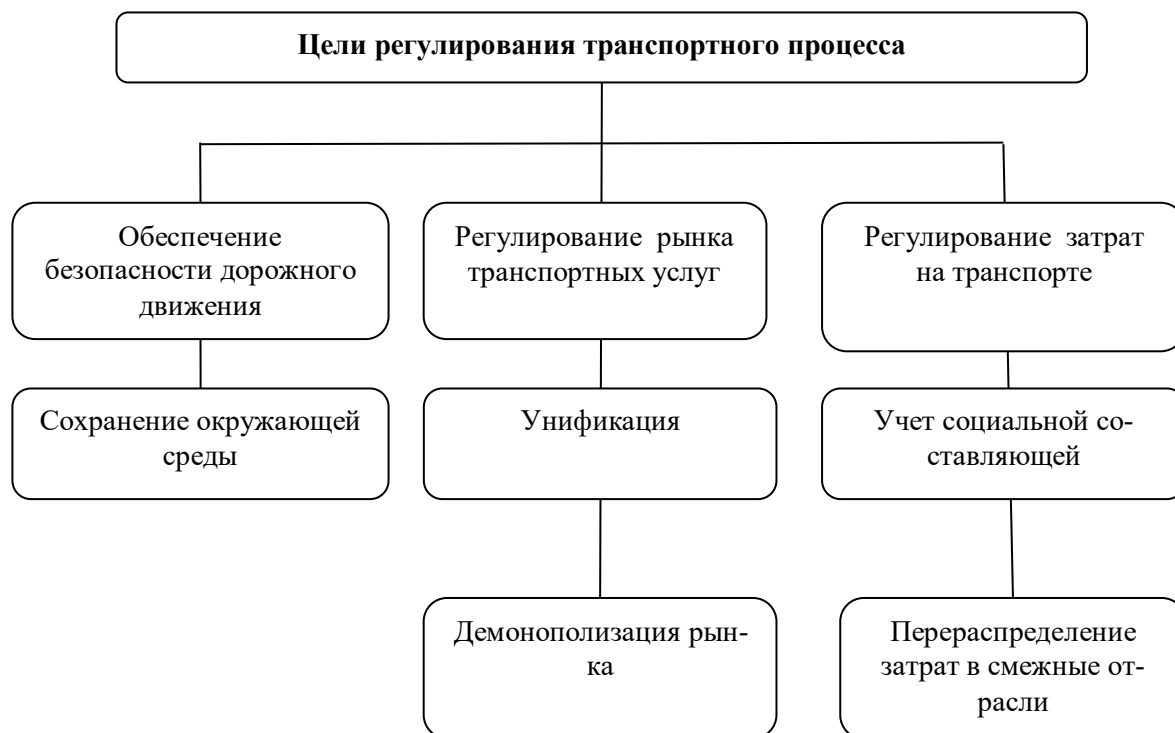 Цели регулирования транспортного процесса
Обеспечение
безопасности дорожного
движения
Регулирование рынка
транспортных услуг
Регулирование затрат
на транспорте
Сохранение окружающей
среды
Унификация
Учет социальной со-
ставляющей
Демонополизация рын-
ка
Перераспределение
затрат в смежные от-
расли